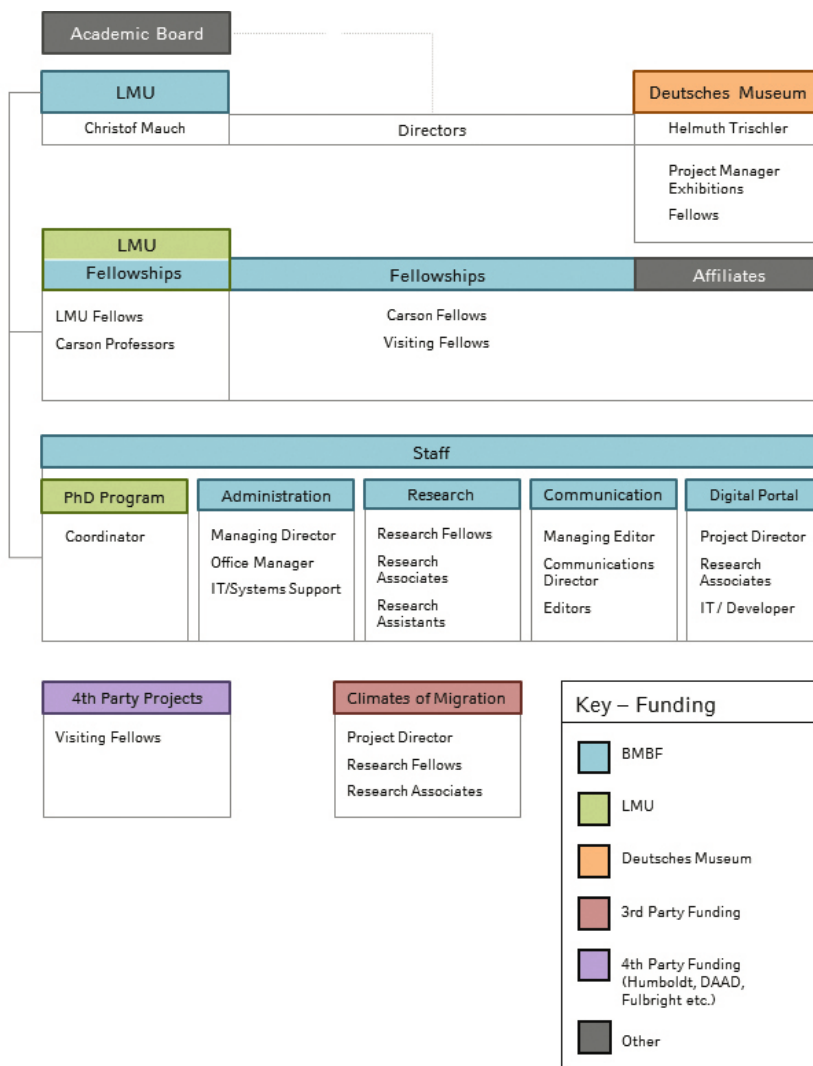 Academic Board
LMU
Deutsches Museum
Christof Mauch
Directors
Helmuth Trischler
Project Manager
Exhibitions
Fellows
LMU
Fellowships
Fellowships
Affiliates
LMU Fellows
Carson Professors
Carson Fellows
Visiting Fellows
Staff
PhD Program
Coordinator
Administration
Managing Director
Office Manager
IT/Systems Support
Research
Research Fellows
Research
Associates
Research
Assistants
Communication
Managing Editor
Communications
Director
Editors
Digital Portal
Project Director
Research
Associates
IT / Developer
4th Party Projects
Visiting Fellows
Climates of Migration
Project Director
Research Fellows
Research Associates
Key – Funding
BMBF
LMU
Deutsches Museum
3rd Party Funding
4th Party Funding
(Humboldt, DAAD,
Fulbright etc.)
Other